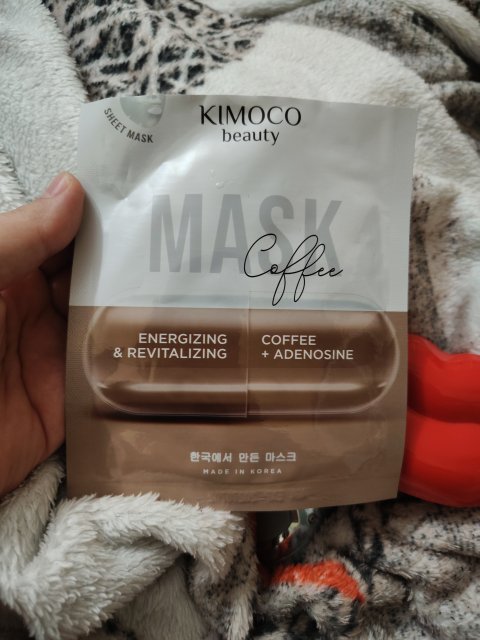 SHEET MASK
KIMOCO
beauty
MASK
Coffee
ENERGIZING
& REVITALIZING
COFFEE
+ ADENOSINE
한국에서 만든 마스크
MADE IN KOREA